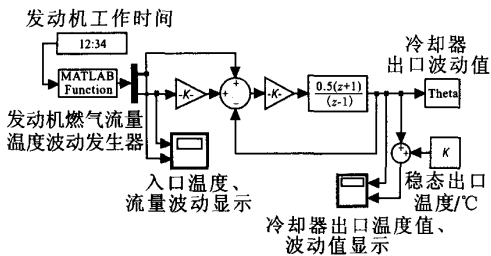 发动机工作时间
冷却器
出口波动值
12:34
MATLAB
Function
-K-
-K-
0.5(z+1)
(z-1)
Theta
发动机燃气流量
温度波动发生器
K
入口温度、
流量波动显示
稳态出口
温度/℃
冷却器出口温度值、
波动值显示